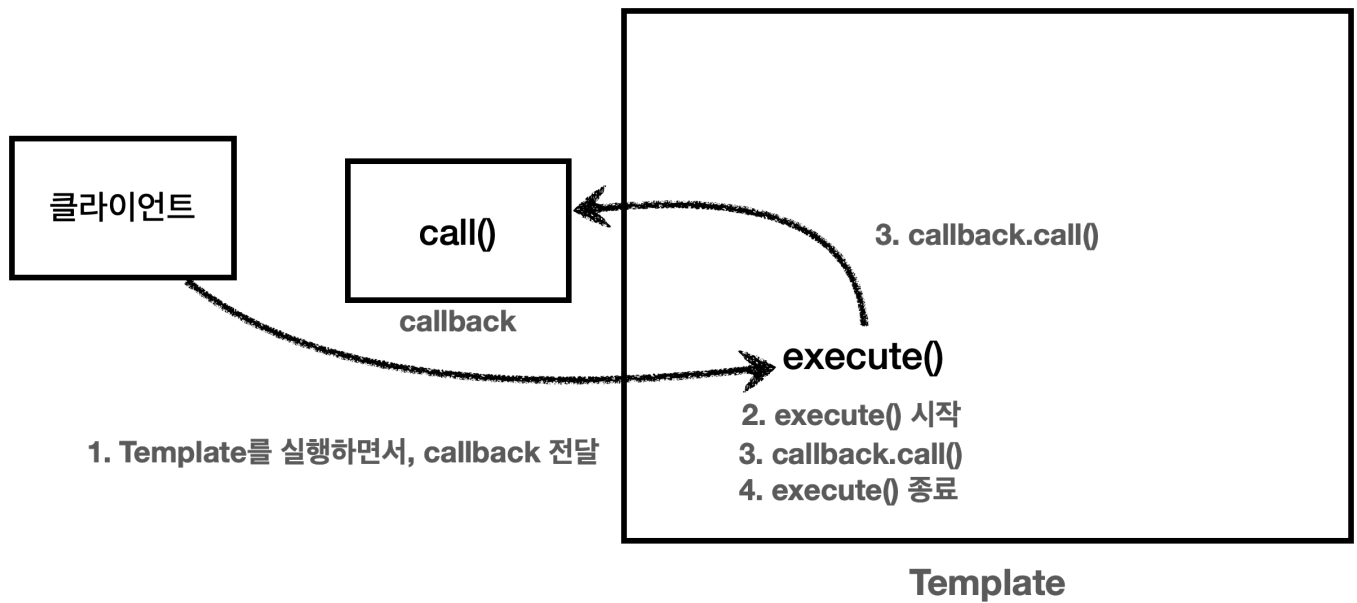 클라이언트
call()
callback
3. callback.call()
execute()
2. execute() 시작
3. callback.call()
4. execute() 종료
1. Template를 실행하면서, callback 전달
Template